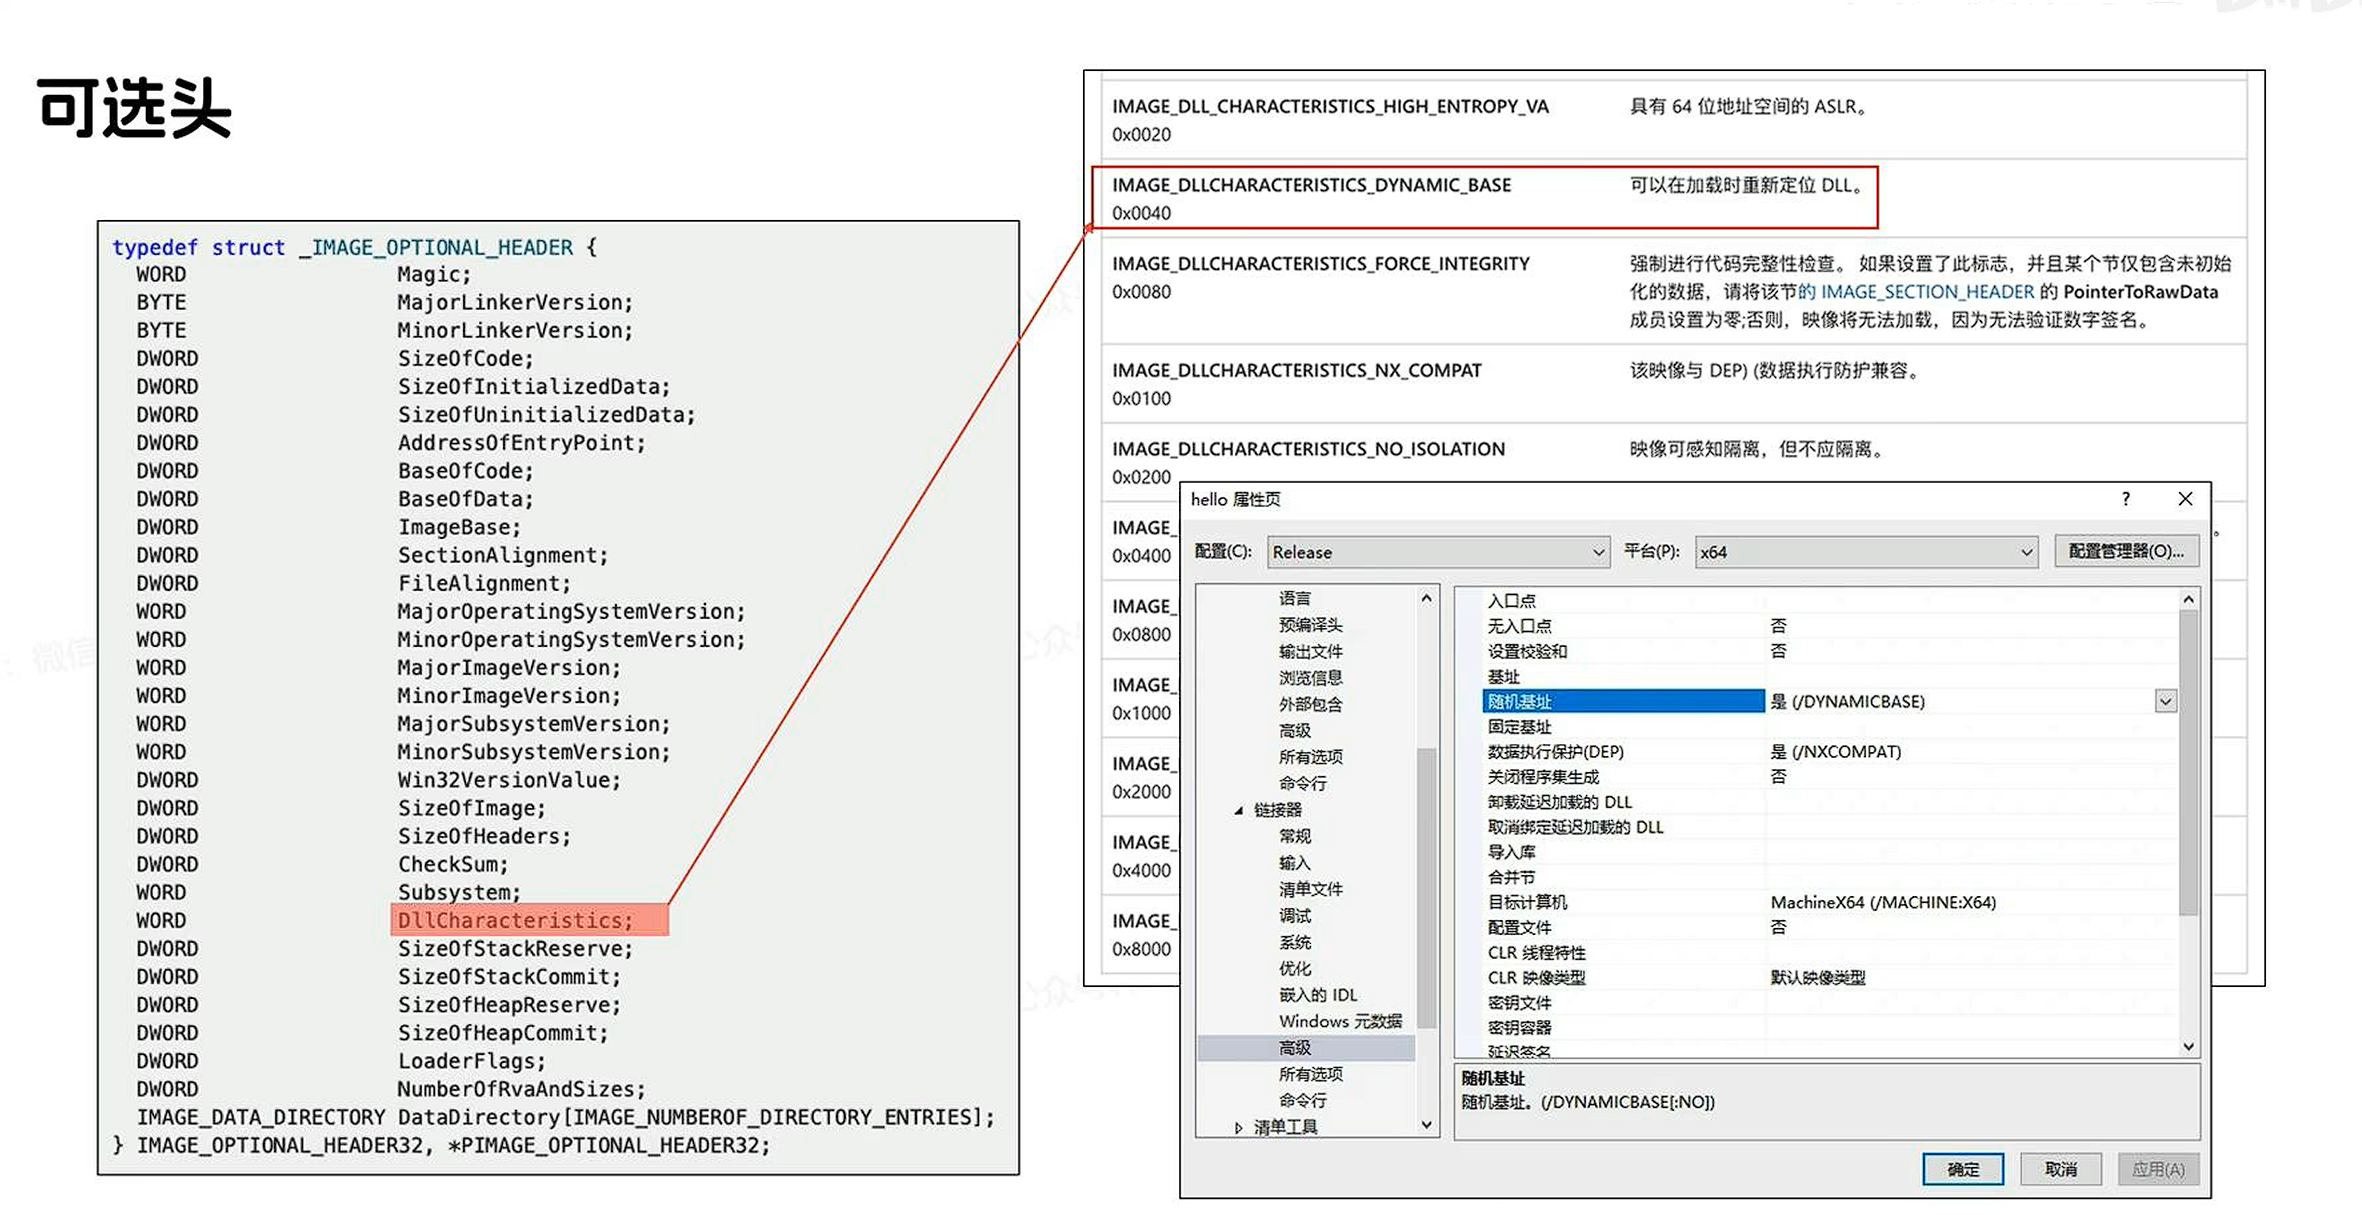 可选头
typedef struct _IMAGE_OPTIONAL_HEADER {
WORD Magic;
BYTE MajorLinkerVersion;
BYTE MinorLinkerVersion;
DWORD SizeOfCode;
DWORD SizeOfInitializedData;
DWORD SizeOfUninitializedData;
DWORD AddressOfEntryPoint;
DWORD BaseOfCode;
DWORD BaseOfData;
DWORD ImageBase;
DWORD SectionAlignment;
DWORD FileAlignment;
WORD MajorOperatingSystemVersion;
WORD MinorOperatingSystemVersion;
WORD MajorImageVersion;
WORD MinorImageVersion;
WORD MajorSubsystemVersion;
WORD MinorSubsystemVersion;
DWORD Win32VersionValue;
DWORD SizeOfImage;
DWORD SizeOfHeaders;
DWORD CheckSum;
WORD Subsystem;
WORD DllCharacteristics;
DWORD SizeOfStackReserve;
DWORD SizeOfStackCommit;
DWORD SizeOfHeapReserve;
DWORD SizeOfHeapCommit;
DWORD LoaderFlags;
DWORD NumberOfRvaAndSizes;
IMAGE_DATA_DIRECTORY DataDirectory[IMAGE_NUMBEROF_DIRECTORY_ENTRIES];
} IMAGE_OPTIONAL_HEADER32, *PIMAGE_OPTIONAL_HEADER32;
IMAGE_DLL_CHARACTERISTICS_HIGH_ENTROPY_VA 具有 64 位地址空间的 ASLR。
0x0020
IMAGE_DLLCHARACTERISTICS_DYNAMIC_BASE 可以在加载时重新定位 DLL。
0x0040
IMAGE_DLLCHARACTERISTICS_FORCE_INTEGRITY 强制进行代码完整性检查。 如果设置了此标志，并且某个节仅包含未初始
0x0080 化的数据，请将该节的 IMAGE_SECTION_HEADER 的 PointerToRawData
成员设置为零;否则，映像将无法加载，因为无法验证数字签名。
IMAGE_DLLCHARACTERISTICS_NX_COMPAT 该映像与 DEP) (数据执行防护兼容。
0x0100
IMAGE_DLLCHARACTERISTICS_NO_ISOLATION 映像可感知隔离，但不应隔离。
0x0200
IMAGE_
0x0400
IMAGE_
0x0800
IMAGE_
0x1000
IMAGE_
0x2000
IMAGE_
0x4000
IMAGE_
0x8000
hello 属性页 ?
配置(C): Release 平台(P): x64 配置管理器(O)...
语言
预编译头
输出文件
浏览信息
外部包含
高级
所有选项
命令行
链接器
常规
输入
清单文件
调试
系统
优化
嵌入的 IDL
Windows 元数据
高级
所有选项
命令行
清单工具
入口点
无入口点 否
设置校验和 否
基址
随机基址 是 (/DYNAMICBASE)
固定基址
数据执行保护(DEP) 是 (/NXCOMPAT)
关闭程序集生成 否
卸载延迟加载的 DLL
取消绑定延迟加载的 DLL
导入库
合并节
目标计算机 MachineX64 (/MACHINE:X64)
配置文件 否
CLR 线程特性
CLR 映像类型 默认映像类型
密钥文件
密钥容器
延迟签名
随机基址
随机基址。(/DYNAMICBASE[:NO])
确定 取消 应用(A)